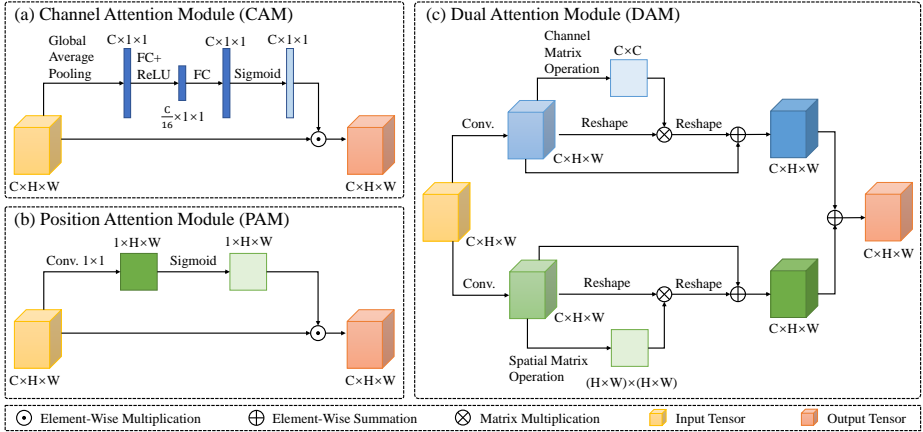 (a) Channel Attention Module (CAM)
Global
Average
Pooling
C×1×1
FC+
ReLU
C/16 ×1×1
FC
C×1×1
Sigmoid
C×1×1
C×H×W
C×H×W
(b) Position Attention Module (PAM)
Conv. 1×1
1×H×W
Sigmoid
1×H×W
C×H×W
C×H×W
(c) Dual Attention Module (DAM)
Channel
Matrix
Operation
C×C
Conv.
Reshape
Reshape
C×H×W
C×H×W
C×H×W
C×H×W
Conv.
Reshape
Reshape
C×H×W
C×H×W
Spatial Matrix
Operation
(H×W)×(H×W)
Element-Wise Multiplication
Element-Wise Summation
Matrix Multiplication
Input Tensor
Output Tensor